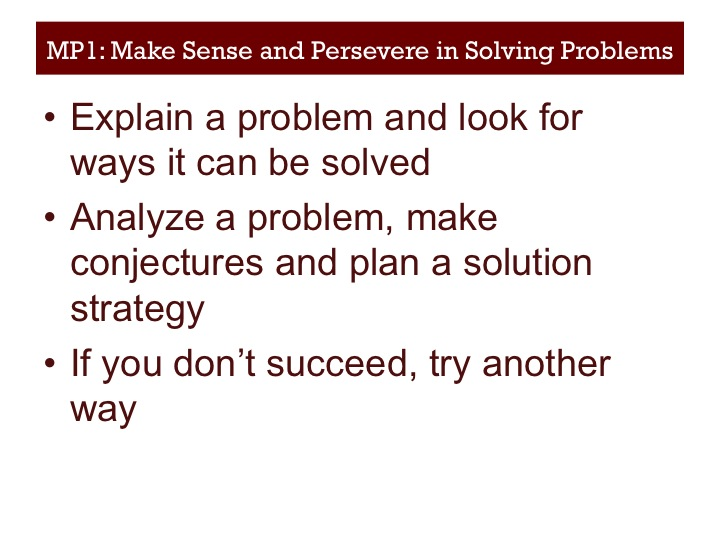 MP1: Make Sense and Persevere in Solving Problems
• Explain a problem and look for
ways it can be solved
• Analyze a problem, make
conjectures and plan a solution
strategy
• If you don’t succeed, try another
way